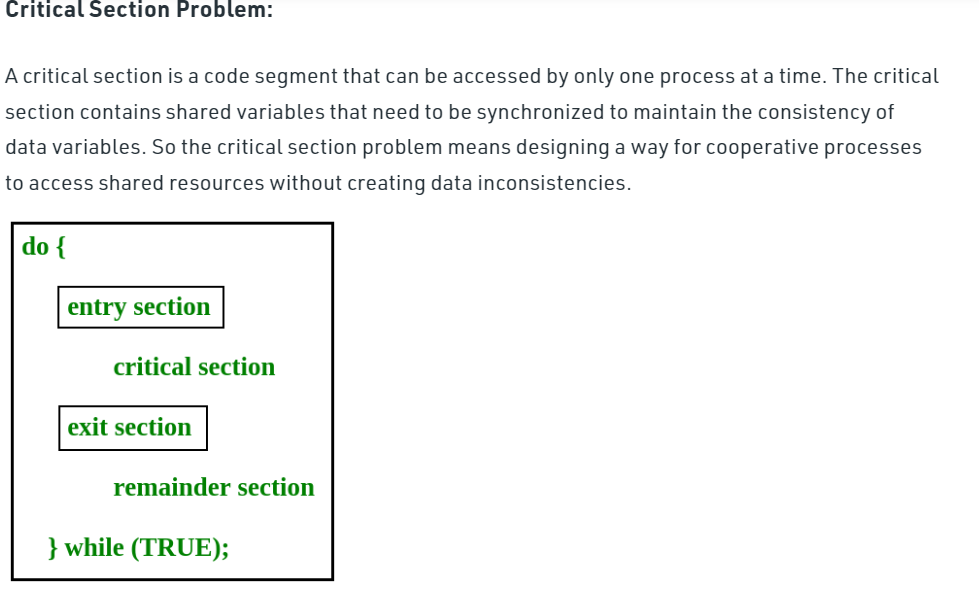 Critical Section Problem:
A critical section is a code segment that can be accessed by only one process at a time. The critical
section contains shared variables that need to be synchronized to maintain the consistency of
data variables. So the critical section problem means designing a way for cooperative processes
to access shared resources without creating data inconsistencies.
do {
entry section
critical section
exit section
remainder section
} while (TRUE);